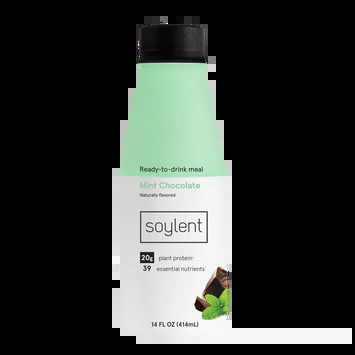 Ready-to-drink meal
Mint Chocolate
Naturally flavored
soylent
20g plant protein*
39 essential nutrients*
14 FL OZ (414mL)